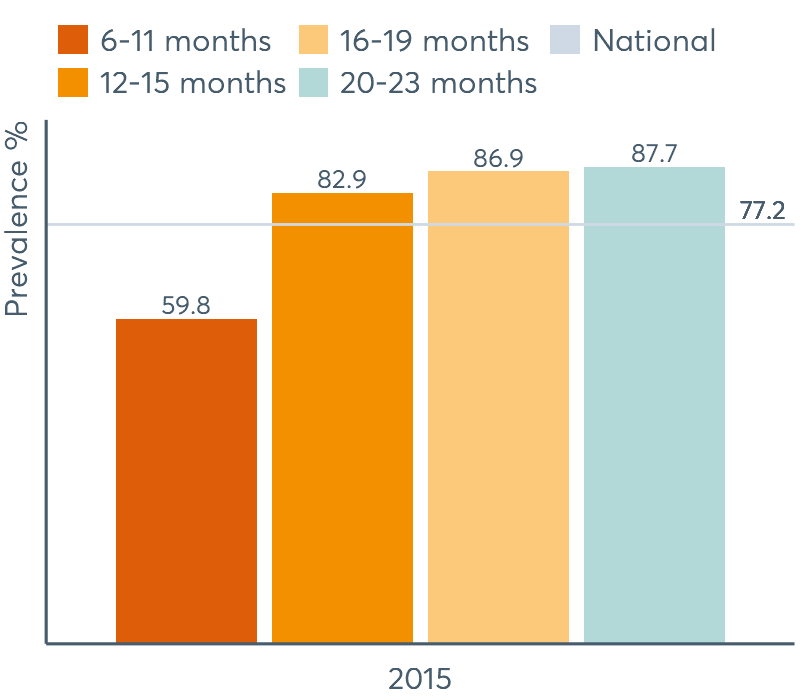 6-11 months 16-19 months National
12-15 months 20-23 months
Prevalence %
59.8
82.9
86.9
87.7
77.2
2015